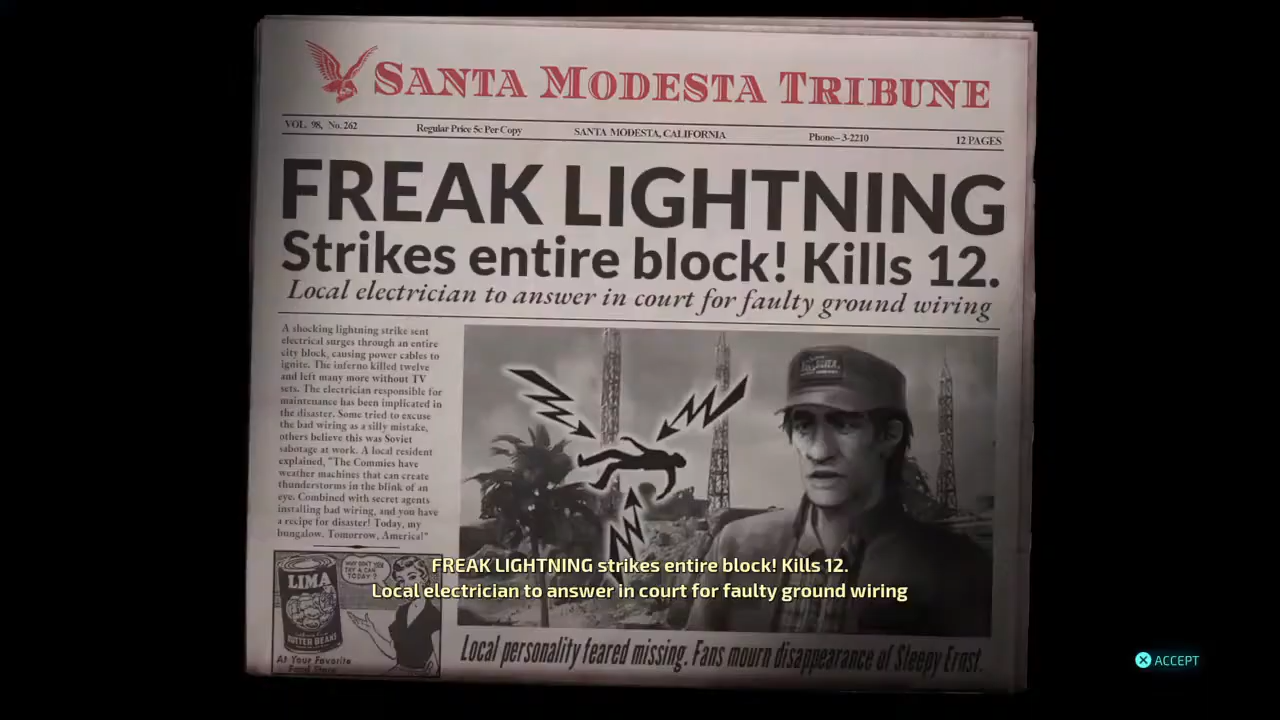 SANTA MODESTA TRIBUNE
VOL. 98, No. 262
Regular Price 5c Per Copy
SANTA MODESTA, CALIFORNIA
Phone– 3-2210
12 PAGES
FREAK LIGHTNING
Strikes entire block! Kills 12.
Local electrician to answer in court for faulty ground wiring
A shocking lightning strike sent
electrical surges through an entire
city block, causing power cables to
ignite. The inferno killed twelve
and left many more without TV
sets. The electrician responsible for
maintenance has been implicated in
the disaster. Some tried to excuse
the bad wiring as a silly mistake,
others believe this was Soviet
sabotage at work. A local resident
explained, "The Commies have
weather machines that can create
thunderstorms in the blink of an
eye. Combined with secret agents
installing bad wiring, and you have
a recipe for disaster! Today, my
bungalow. Tomorrow, America!"
WHY DON'T YOU
TRY A CAN
TODAY?
LIMA
BUTTER BEANS
At Your Favorite
Food Store
FREAK LIGHTNING strikes entire block! Kills 12.
Local electrician to answer in court for faulty ground wiring
Local personality feared missing. Fans mourn disappearance of Sleepy Ernst.
ACCEPT